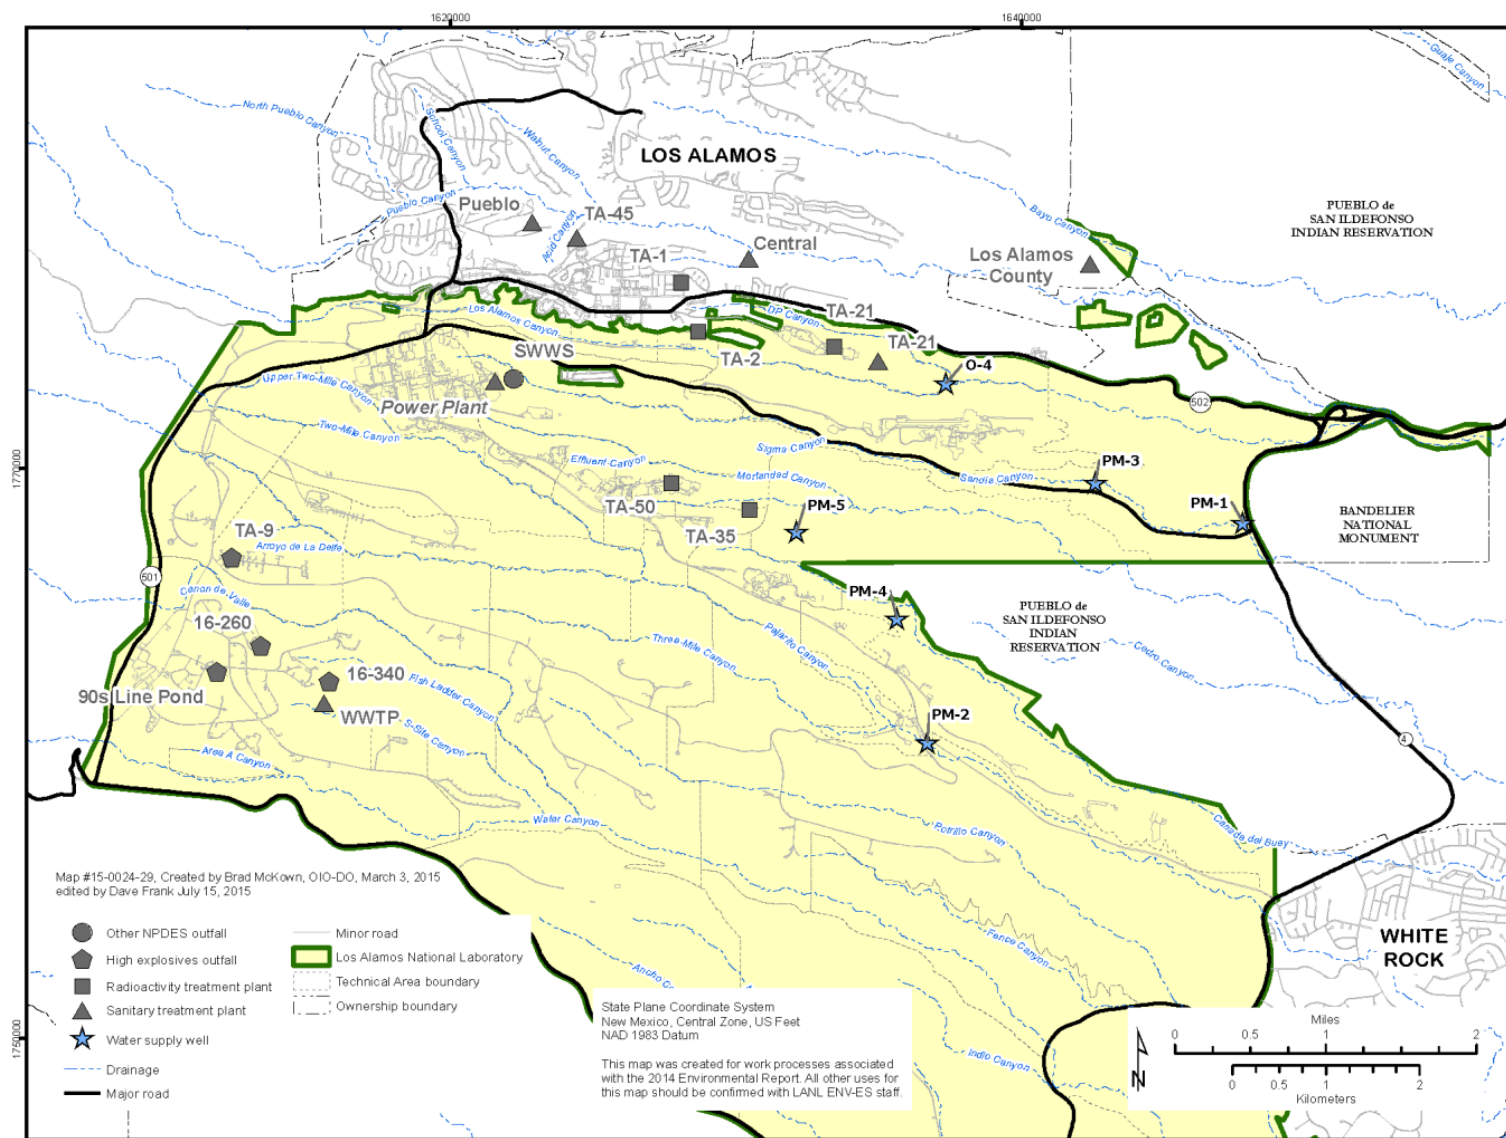 1620000
1640000
Guaje Canyon
North Pueblo Canyon
School Canyon
Walnut Canyon
LOS ALAMOS
Pueblo Canyon
Pueblo
TA-45
Acid Canyon
Bayo Canyon
PUEBLO de
SAN ILDEFONSO
INDIAN RESERVATION
Central
Los Alamos
County
TA-1
Los Alamos Canyon
DP Canyon
TA-21
TA-21
TA-2
SWWS
O-4
502
Upper Two-Mile Canyon
Power Plant
Two-Mile Canyon
Sigma Canyon
Effluent Canyon
Mortandad Canyon
Sandia Canyon
PM-3
1770000
TA-50
PM-5
PM-1
TA-35
BANDELIER
NATIONAL
MONUMENT
TA-9
Arroyo de La Delfe
501
Canon de Valle
PM-4
16-260
PUEBLO de
SAN ILDEFONSO
INDIAN
RESERVATION
Three-Mile Canyon
Pajarito Canyon
Cedro Canyon
16-340
90s Line Pond
Fish Ladder Canyon
WWTP
S-Site Canyon
PM-2
4
Area A Canyon
Water Canyon
Potrillo Canyon
Canada del Buey
Map #15-0024-29, Created by Brad McKown, OIO-DO, March 3, 2015
edited by Dave Frank July 15, 2015
Other NPDES outfall
High explosives outfall
Radioactivity treatment plant
Sanitary treatment plant
Water supply well
Drainage
Major road
Minor road
Los Alamos National Laboratory
Technical Area boundary
Ownership boundary
Fence Canyon
WHITE
ROCK
Ancho Canyon
Indio Canyon
1750000
State Plane Coordinate System
New Mexico, Central Zone, US Feet
NAD 1983 Datum
This map was created for work processes associated
with the 2014 Environmental Report. All other uses for
this map should be confirmed with LANL ENV-ES staff.
Miles
0 0.5 1 2
N
0 0.5 1 2
Kilometers